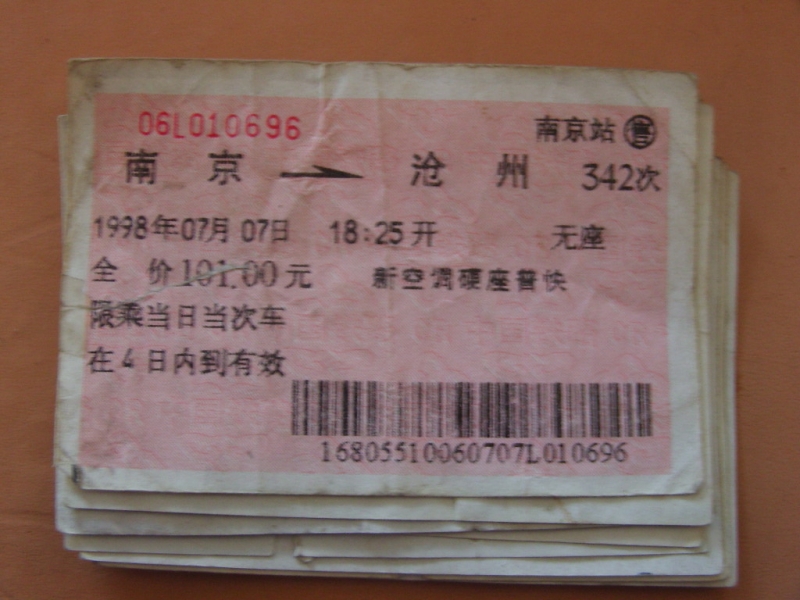 06L010696 南京站 售
南京 → 沧州 342次
1998年07月07日 18:25开 无座
全价101.00元 新空调硬座普快
限乘当日当次车
在4日内到有效
16805510060707L010696